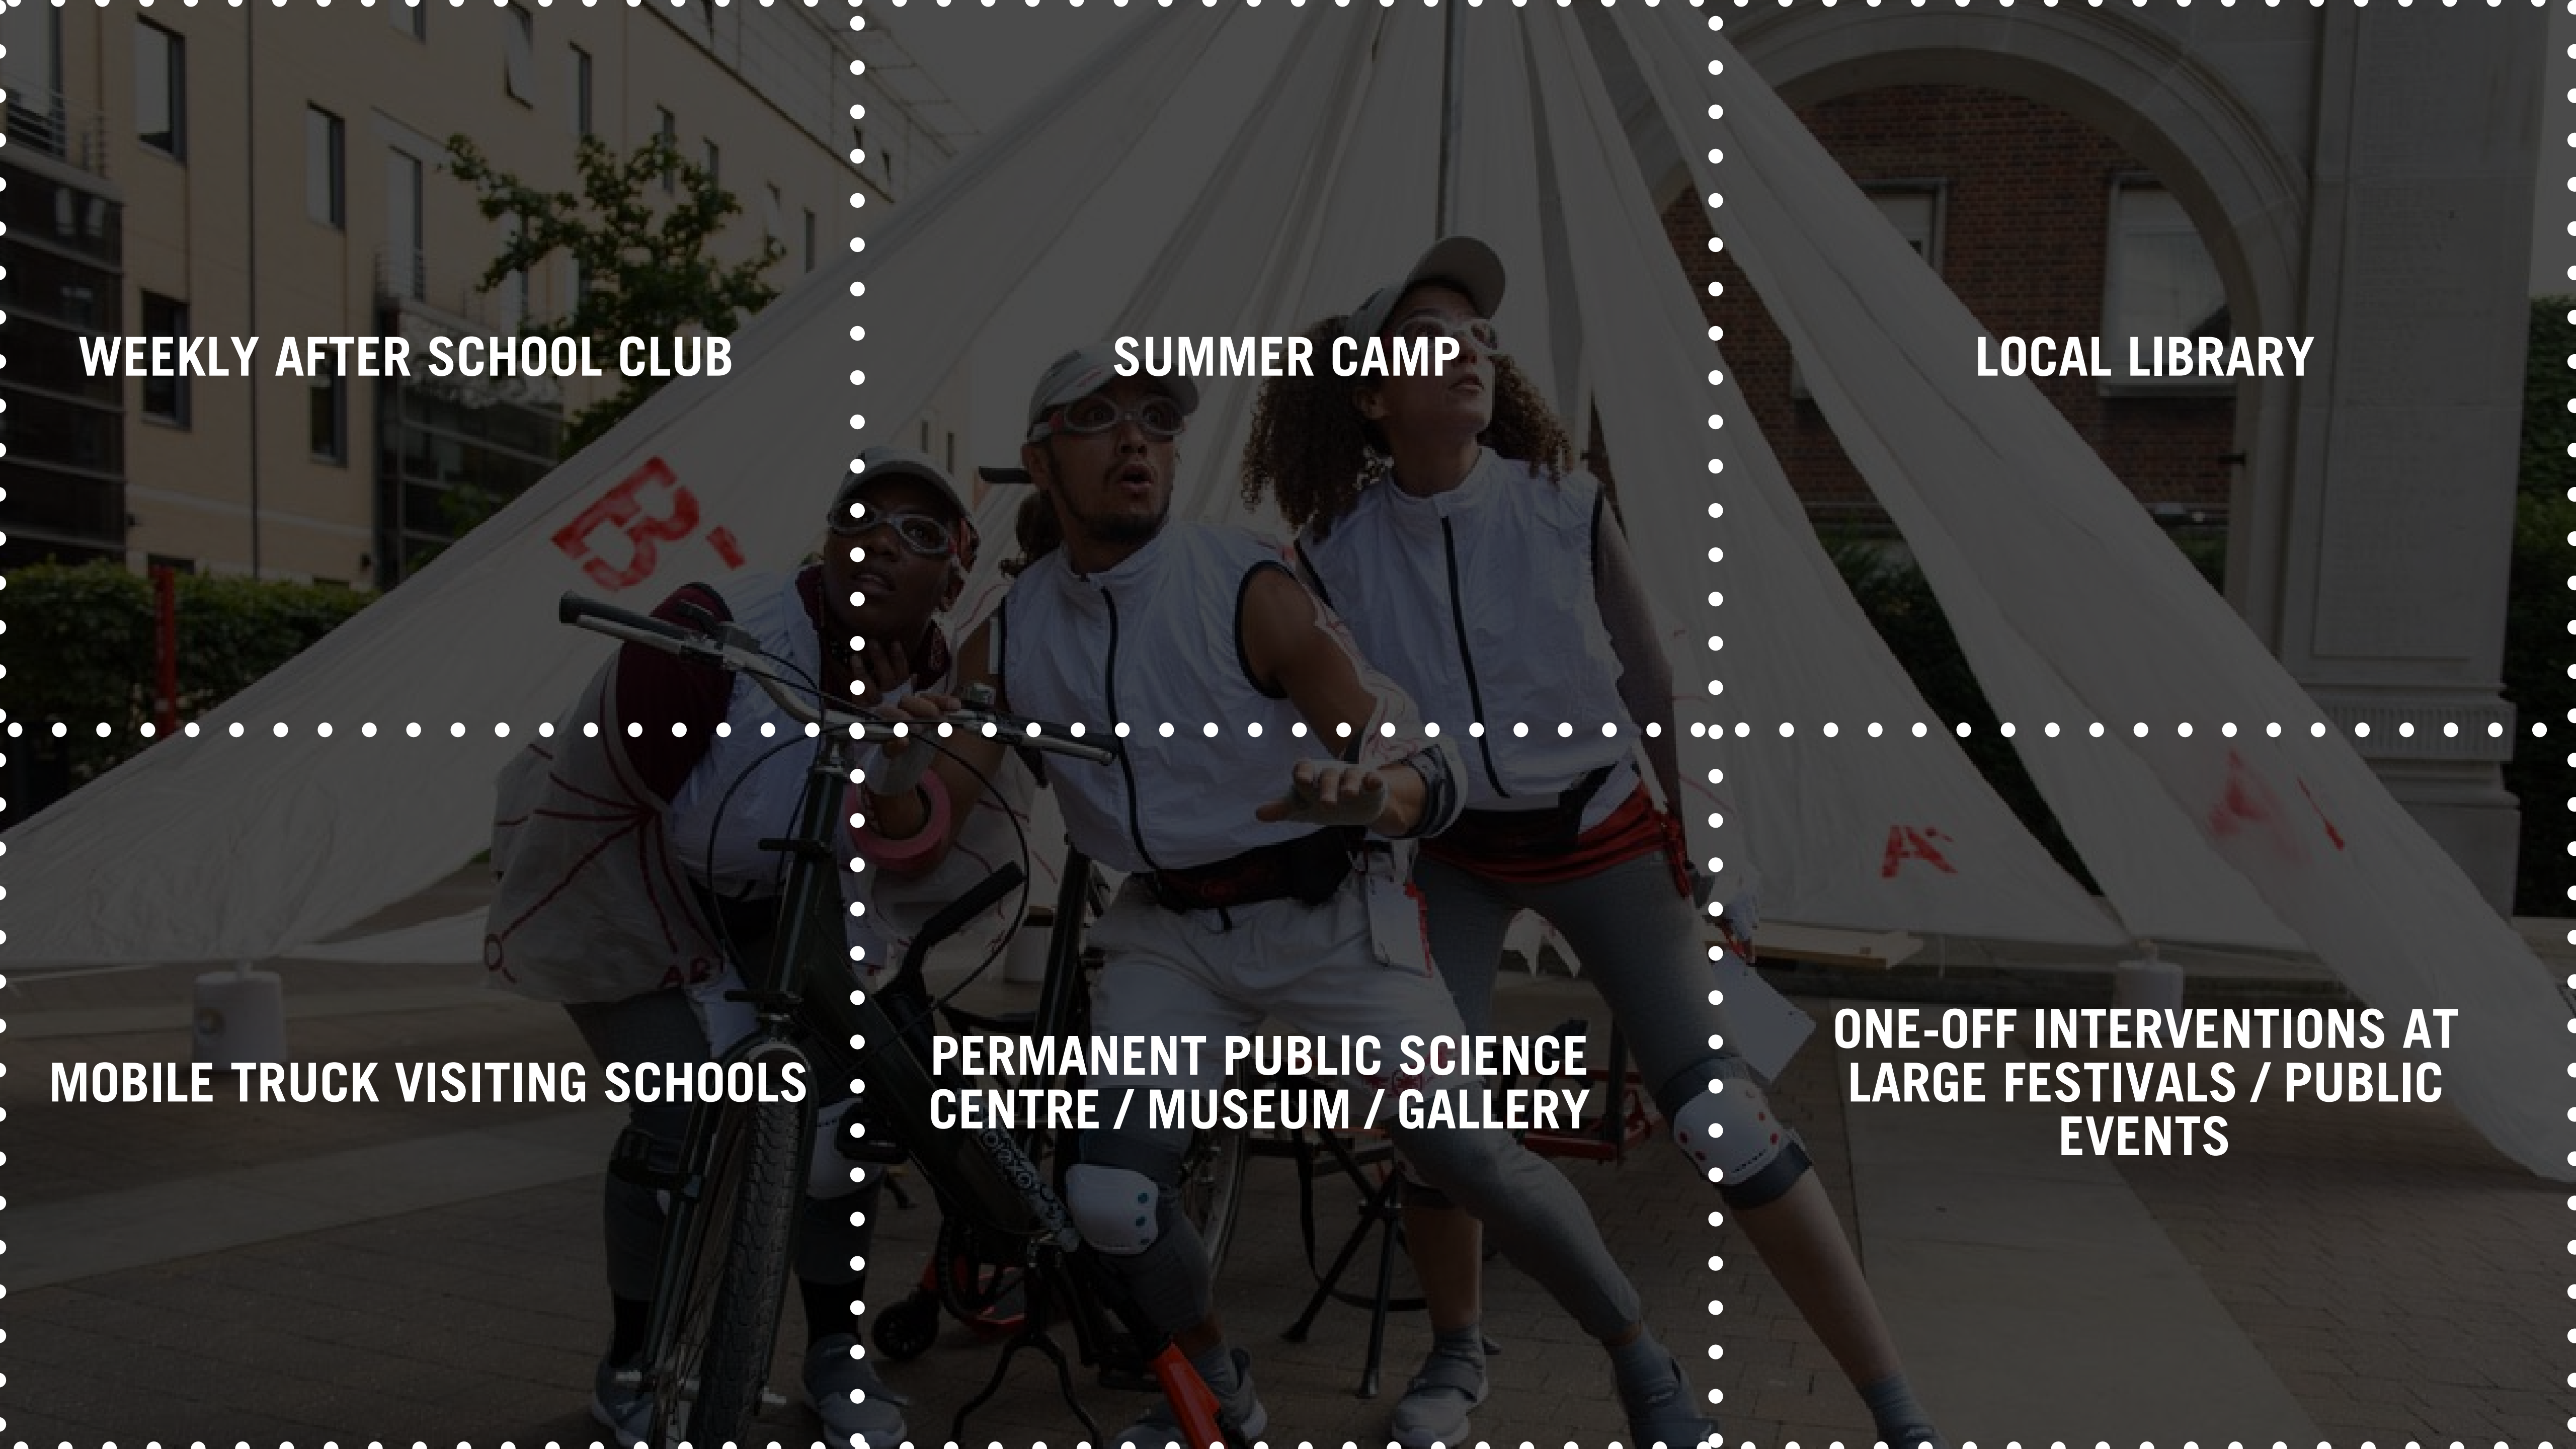 WEEKLY AFTER SCHOOL CLUB
SUMMER CAMP
LOCAL LIBRARY
B
A
MOBILE TRUCK VISITING SCHOOLS
PERMANENT PUBLIC SCIENCE
CENTRE / MUSEUM / GALLERY
ONE-OFF INTERVENTIONS AT
LARGE FESTIVALS / PUBLIC
EVENTS